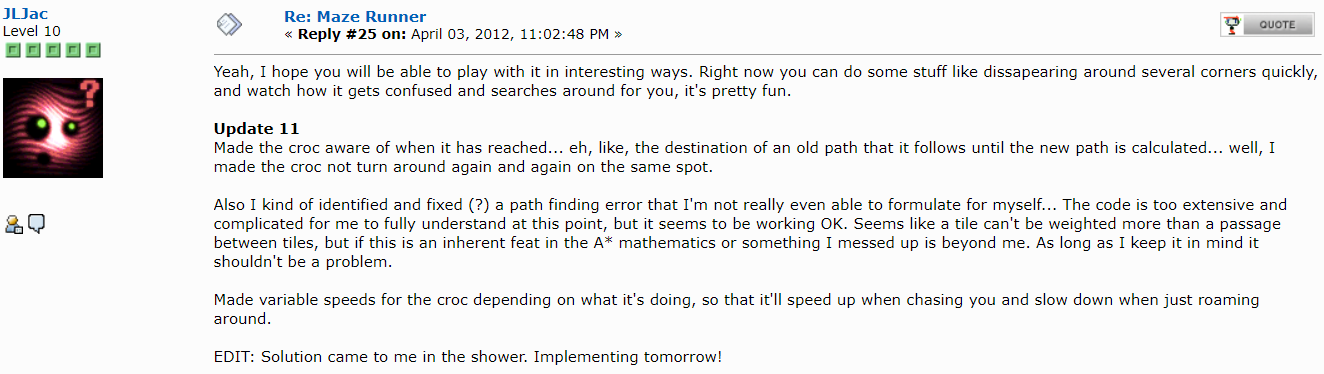 JLJac
Level 10
Re: Maze Runner
« Reply #25 on: April 03, 2012, 11:02:48 PM »
QUOTE
Yeah, I hope you will be able to play with it in interesting ways. Right now you can do some stuff like dissapearing around several corners quickly,
and watch how it gets confused and searches around for you, it's pretty fun.
Update 11
Made the croc aware of when it has reached... eh, like, the destination of an old path that it follows until the new path is calculated... well, I
made the croc not turn around again and again on the same spot.
Also I kind of identified and fixed (?) a path finding error that I'm not really even able to formulate for myself... The code is too extensive and
complicated for me to fully understand at this point, but it seems to be working OK. Seems like a tile can't be weighted more than a passage
between tiles, but if this is an inherent feat in the A* mathematics or something I messed up is beyond me. As long as I keep it in mind it
shouldn't be a problem.
Made variable speeds for the croc depending on what it's doing, so that it'll speed up when chasing you and slow down when just roaming
around.
EDIT: Solution came to me in the shower. Implementing tomorrow!